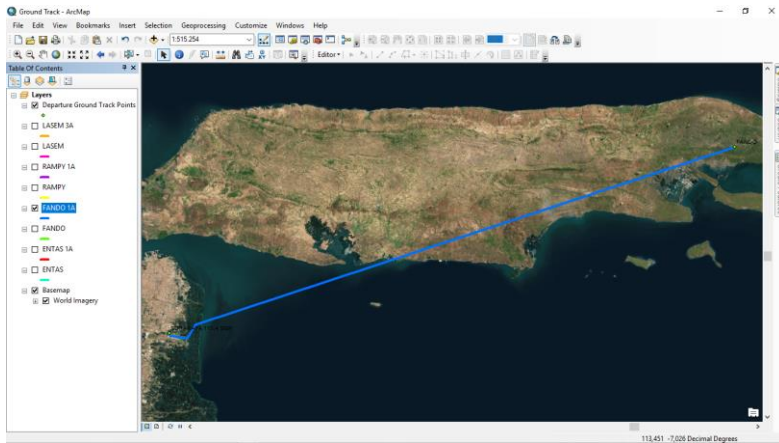 Ground Track - ArcMap
File Edit View Bookmarks Insert Selection Geoprocessing Customize Windows Help
1:515.254
Editor
Table Of Contents
Layers
Departure Ground Track Points
LASEM 3A
LASEM
RAMPY 1A
RAMPY
FANDO 1A
FANDO
ENTAS 1A
ENTAS
Basemap
World Imagery
113,451 -7,026 Decimal Degrees